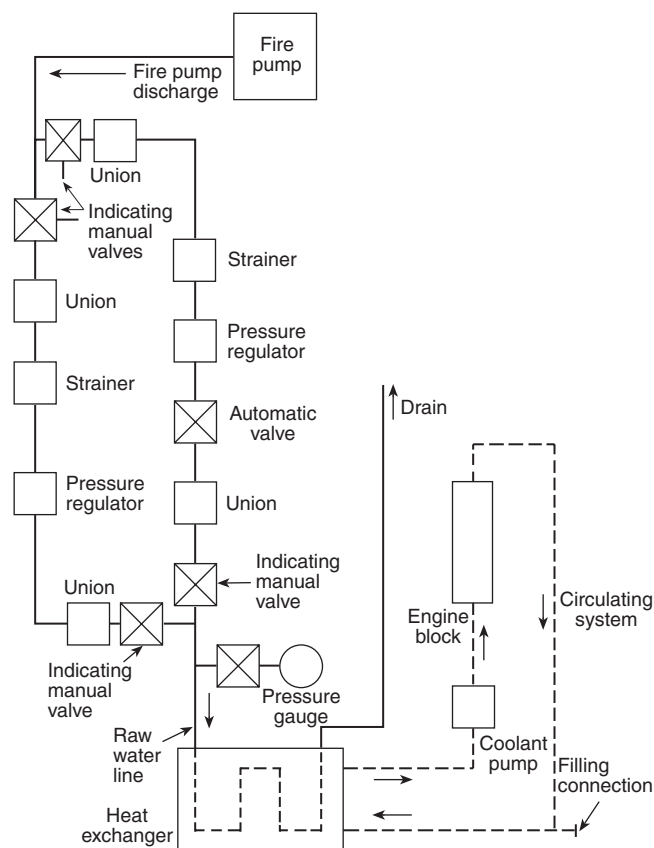 Fire
pump
Fire pump
discharge
Union
Indicating
manual
valves
Strainer
Union
Pressure
regulator
Strainer
Automatic
valve
Drain
Pressure
regulator
Union
Indicating
manual
valve
Union
Engine
block
Circulating
system
Indicating
manual
valve
Pressure
gauge
Raw
water
line
Coolant
pump
Filling
connection
Heat
exchanger